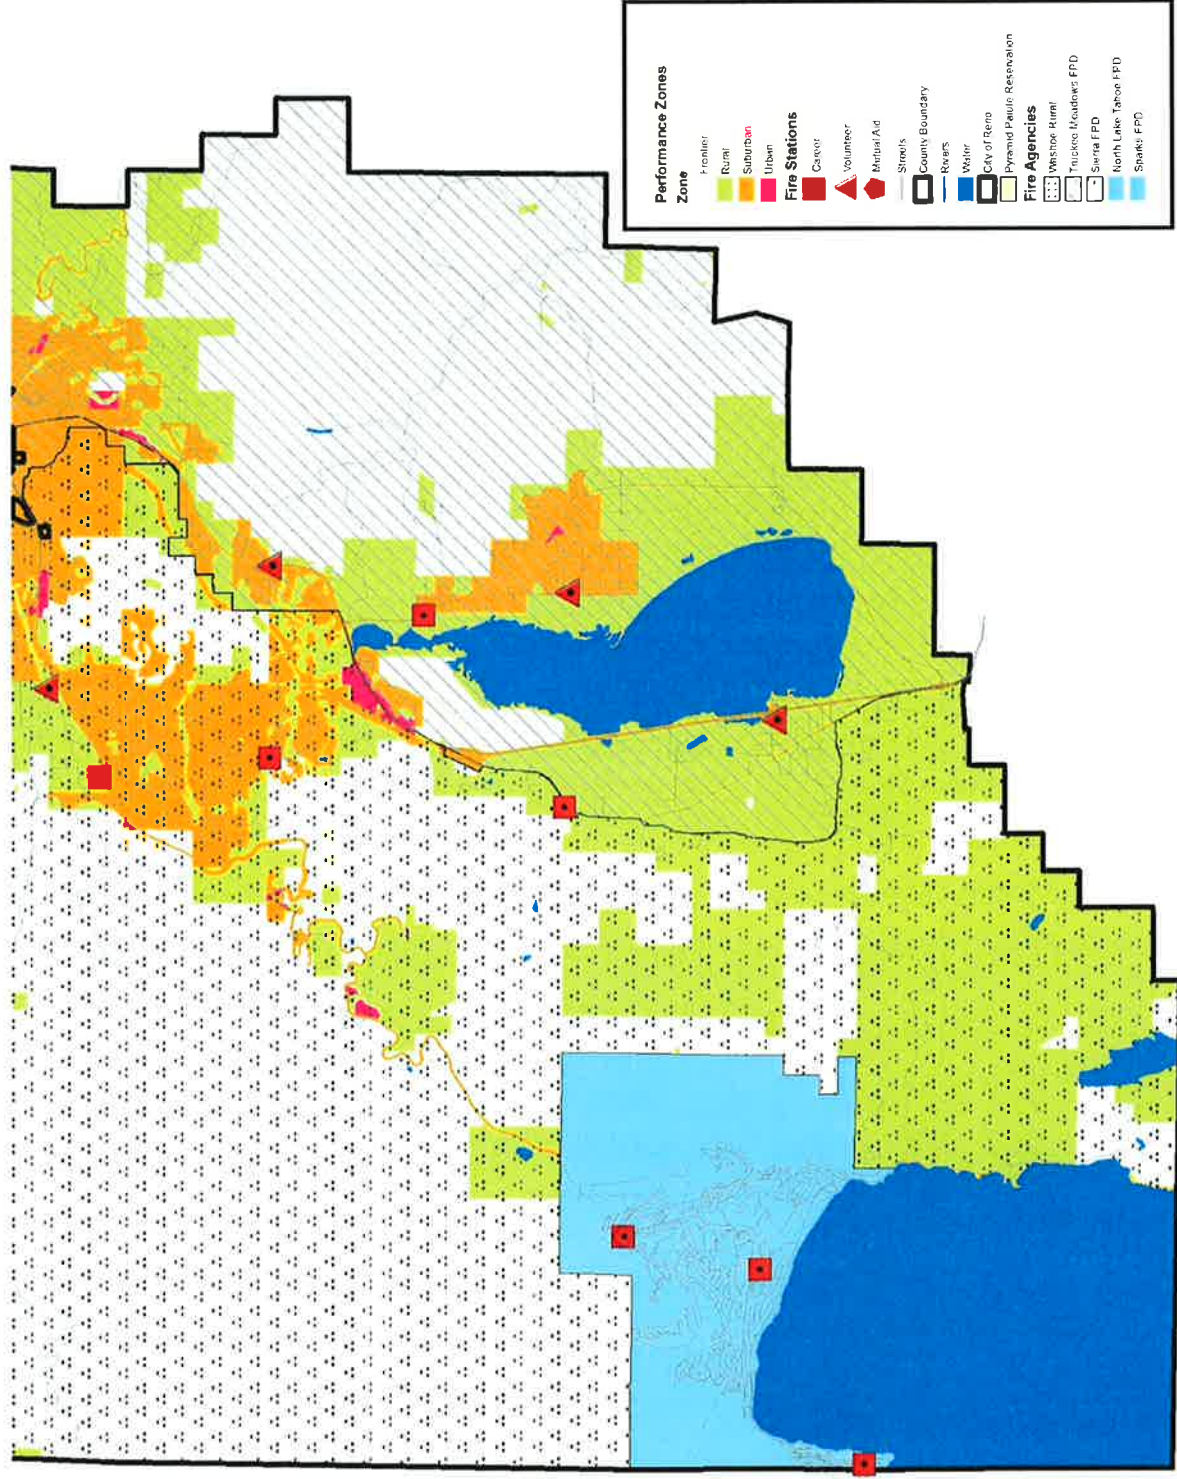 Performance Zones
Zone
Frontier
Rural
Suburban
Urban
Fire Stations
Career
Volunteer
Mutual Aid
Streets
County Boundary
Rivers
Water
City of Reno
Pyramid Paiute Reservation
Fire Agencies
Washoe Rural
Truckee Meadows FPD
Sierra FPD
North Lake Tahoe FPD
Sparks FPD